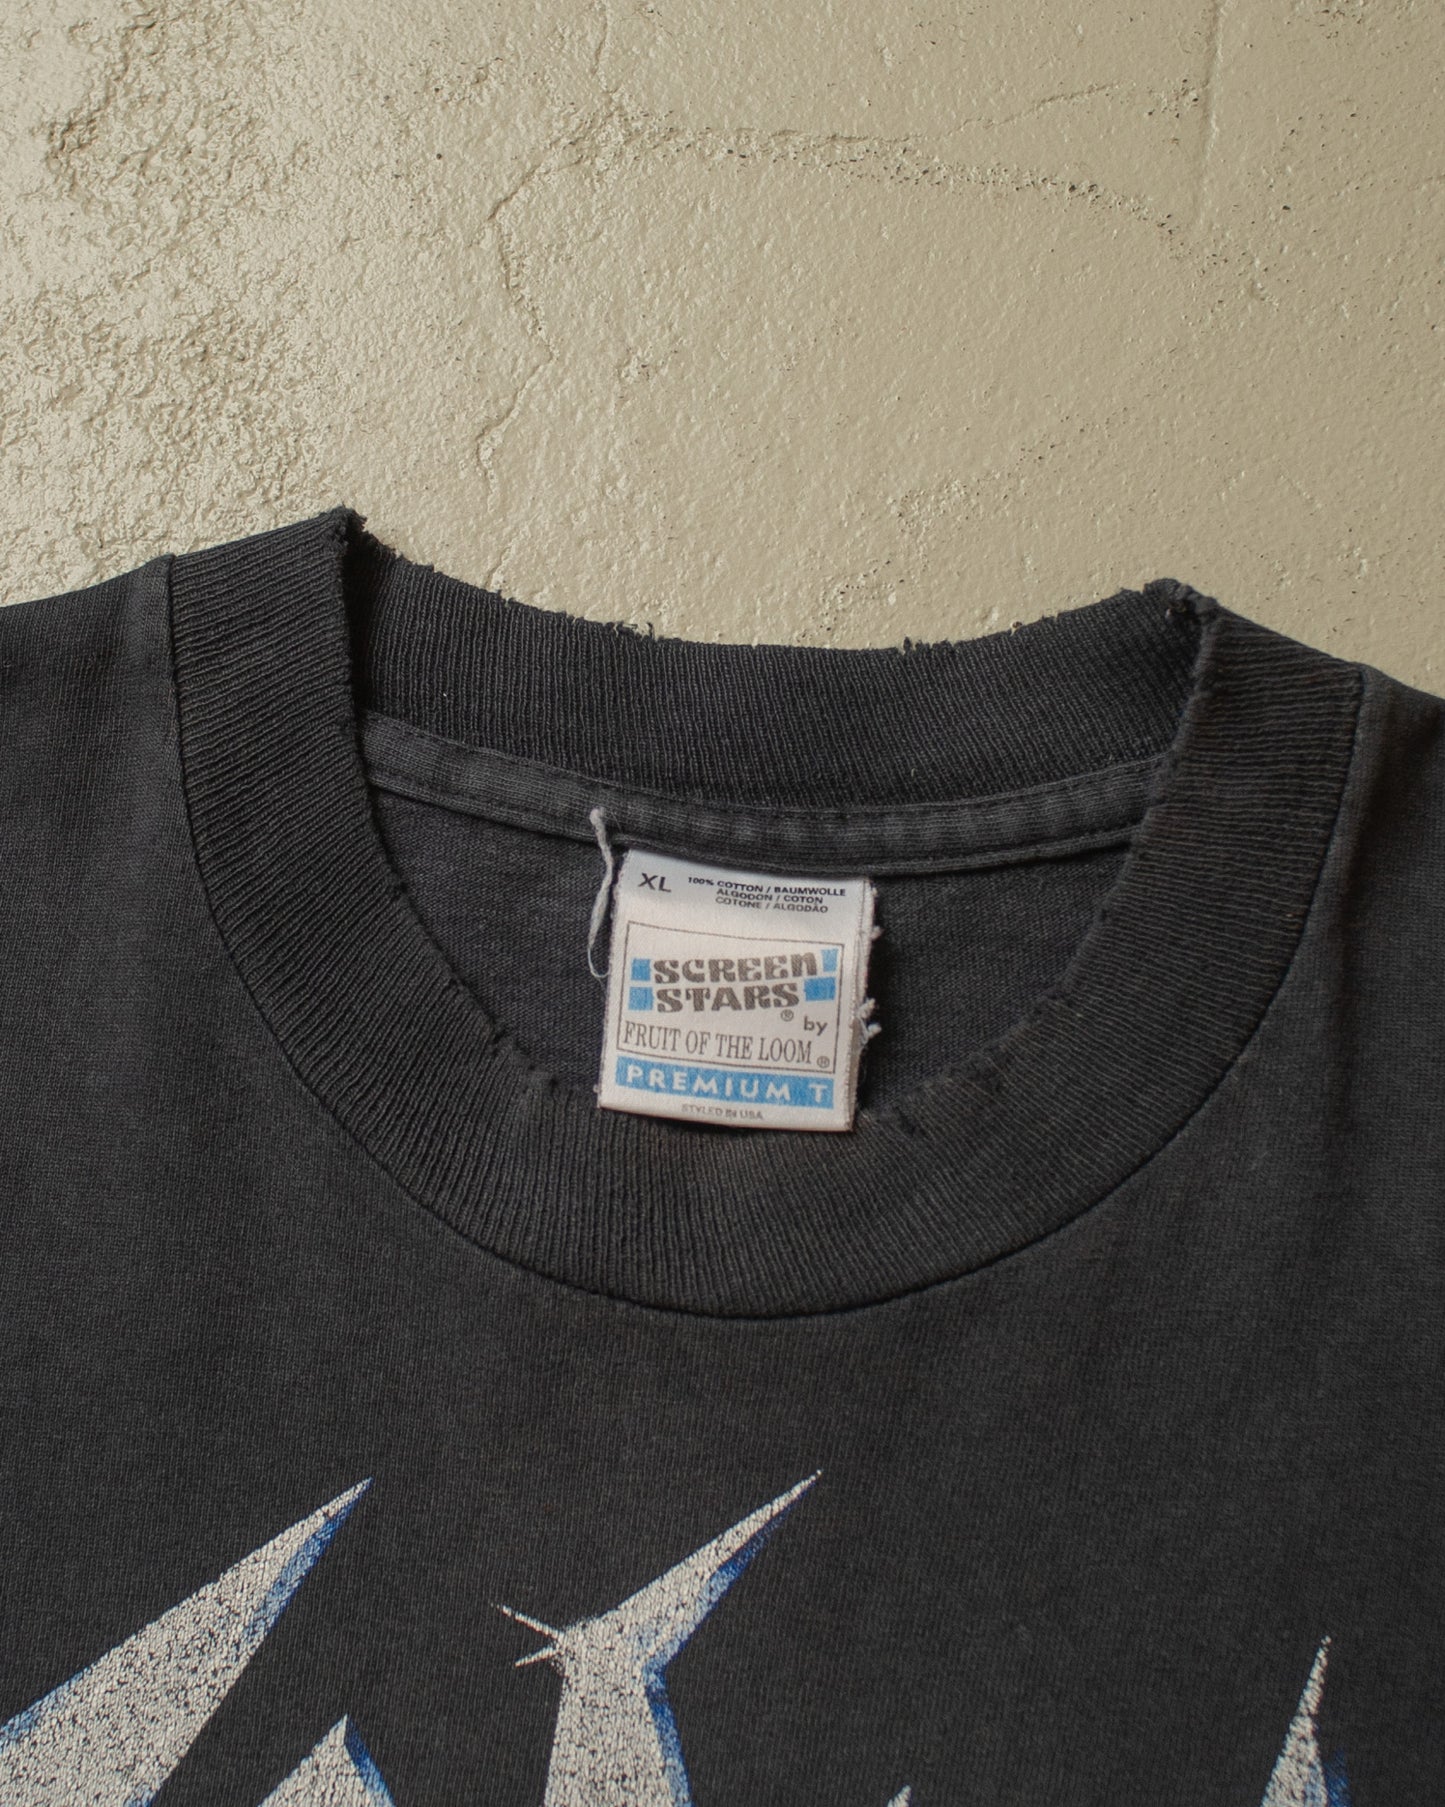 XL
100% COTTON / BAUMWOLLE
ALGODON / COTON
COTONE / ALGODÃO
SCREEN
STARS®
by
FRUIT OF THE LOOM®
PREMIUM T
STYLED IN USA